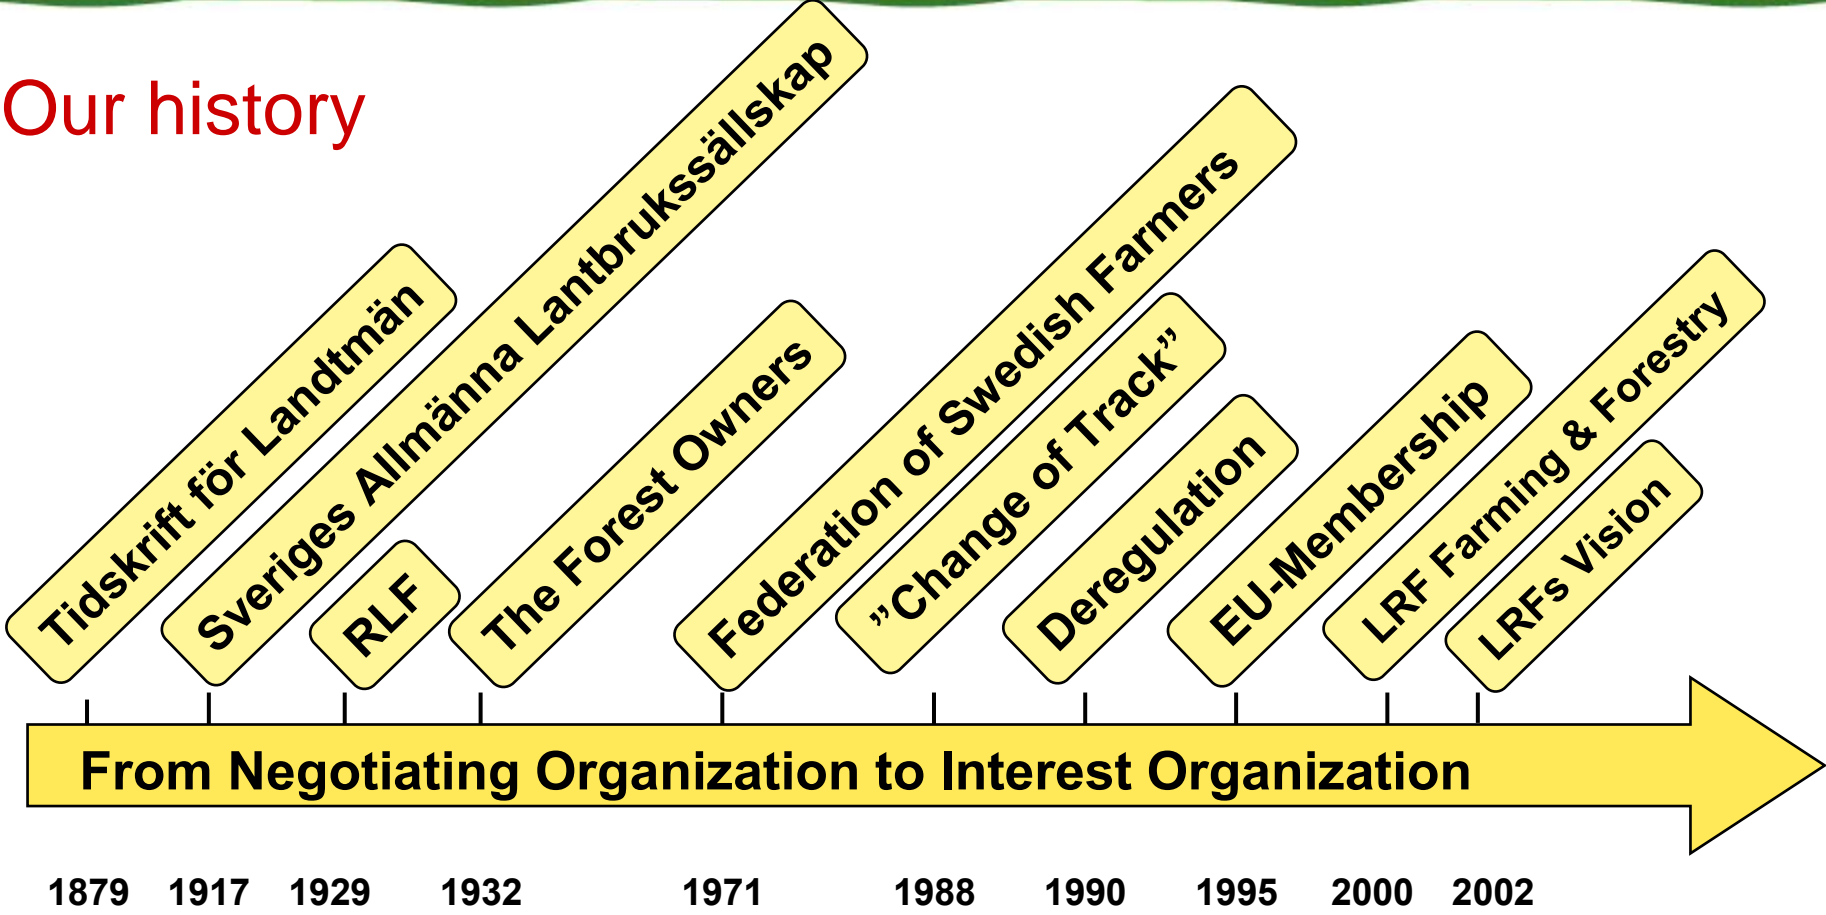 Our history
Tidskrift för Landtmän
Sveriges Allmänna Lantbrukssällskap
RLF
The Forest Owners
Federation of Swedish Farmers
”Change of Track”
Deregulation
EU-Membership
LRF Farming & Forestry
LRFs Vision
From Negotiating Organization to Interest Organization
1879 1917 1929 1932 1971 1988 1990 1995 2000 2002